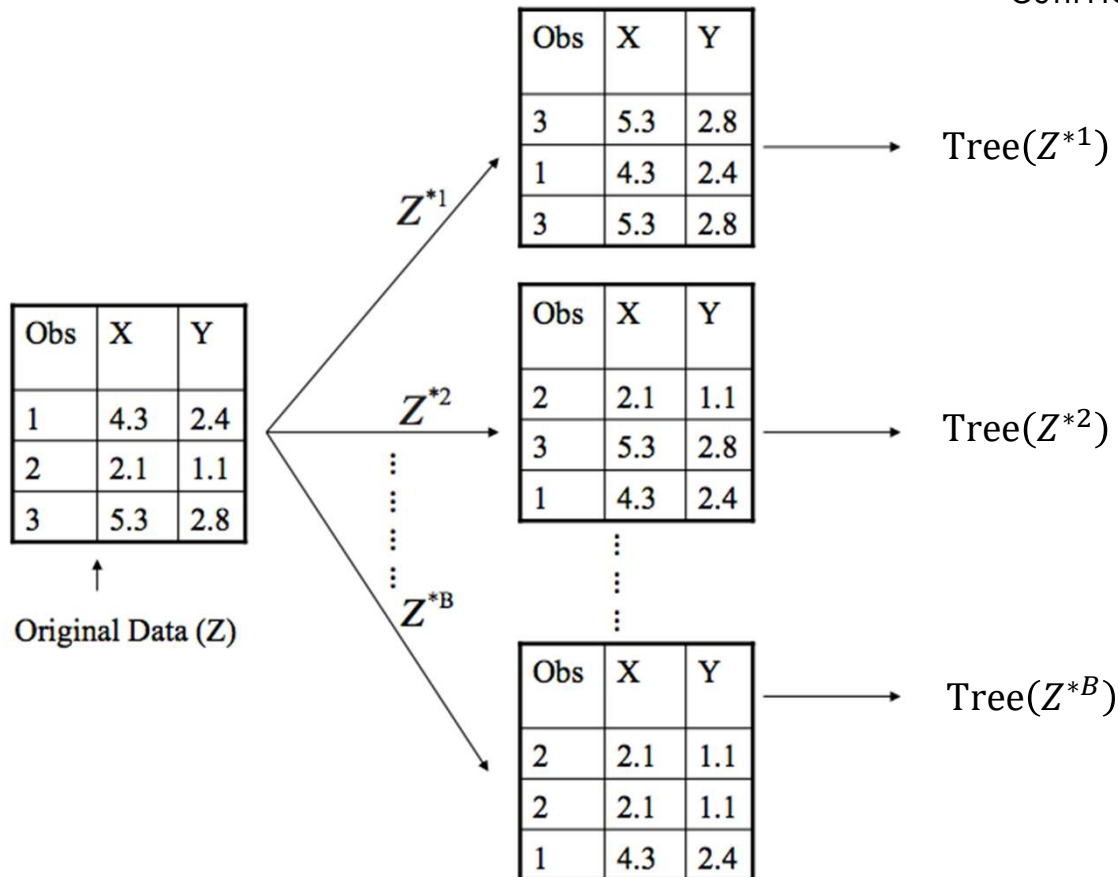 Obs X Y
3 5.3 2.8
1 4.3 2.4
3 5.3 2.8
Tree(Z*1)
Z*1
Obs X Y
1 4.3 2.4
2 2.1 1.1
3 5.3 2.8
Original Data (Z)
Z*2
Obs X Y
2 2.1 1.1
3 5.3 2.8
1 4.3 2.4
Tree(Z*2)
Z*B
Obs X Y
2 2.1 1.1
2 2.1 1.1
1 4.3 2.4
Tree(Z*B)